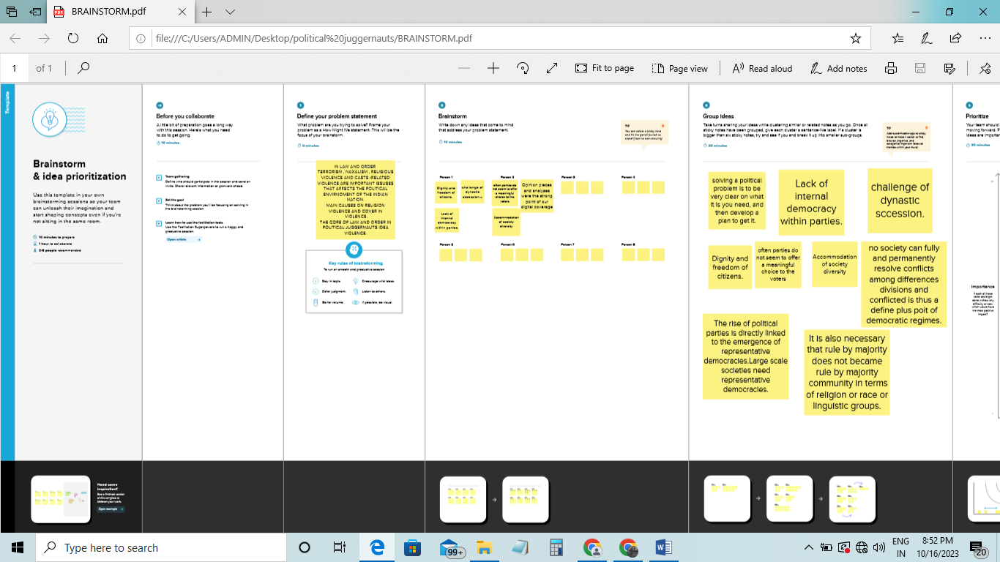 BRAINSTORM.pdf
file:///C:/Users/ADMIN/Desktop/political%20juggernauts/BRAINSTORM.pdf
1 of 1
Fit to page
Page view
Read aloud
Add notes
Template
Brainstorm
& idea prioritization
Use this template in your own
brainstorming sessions so your team
can unleash their imagination and
start shaping concepts even if you're
not sitting in the same room.
10 minutes to prepare
1 hour to collaborate
2-8 people recommended
Need some
inspiration?
See a finished version
of this template to
kickstart your work.
Open example
Before you collaborate
A little bit of preparation goes a long way
with this session. Here's what you need
to do to get going.
10 minutes
Team gathering
Define who should participate in the session and send an
invite. Share relevant information or pre-work ahead.
Set the goal
Think about the problem you'll be focusing on solving in
the brainstorming session.
Learn how to use the facilitation tools
Use the Facilitation Superpowers to run a happy and
productive session.
Open article
1
Define your problem statement
What problem are you trying to solve? Frame your
problem as a How Might We statement. This will be the
focus of your brainstorm.
5 minutes
IN LAW AND ORDER
TERRORISM , NAXALISM , RELIGIOUS
VIOLENCE AND CASTE -RELATED
VIOLENCE ARE IMPORTANT ISSUSES
THAT AFFECTS THE POLITICAL
ENVIRNOMENT OF THE INDIAN
NATION.
MAIN CAUSES ON RELIGION
VIOLENCE AND COVER IN
VIOLENCE.
THE CORE OF LAW AND ORDER IN
POLITICAL JUGGERNAUTS IDEA
VIOLENCE.
Key rules of brainstorming
To run an smooth and productive session
Stay in topic.
Encourage wild ideas.
Defer judgment.
Listen to others.
Go for volume.
If possible, be visual.
2
Brainstorm
Write down any ideas that come to mind
that address your problem statement.
10 minutes
TIP
You can select a sticky note
and hit the pencil [switch to
sketch] icon to start drawing!
Person 1
Person 2
Person 3
Person 4
Dignity and
freedom of
citizens.
challenge of
dynastic
often parties do
not seem to offer
a meaningful
choice to the
voters
Opinion pieces
and analyses
were the strong
point of our
digital coverage
Lack of
internal
democracy
within parties.
Accommodation
of society
diversity
Person 5
Person 6
Person 7
Person 8
3
Group ideas
Take turns sharing your ideas while clustering similar or related notes as you go. Once all
sticky notes have been grouped, give each cluster a sentence-like label. If a cluster is
bigger than six sticky notes, try and see if you and break it up into smaller sub-groups.
20 minutes
TIP
Add customizable tags to sticky
notes to make it easier to find,
browse, organize, and
categorize important ideas as
themes within your mural.
solving a political
problem is to be
very clear on what
it is you need, and
then develop a
plan to get it.
Lack of
internal
democracy
within parties.
challenge of
dynastic
sccession.
Dignity and
freedom of
citizens.
often parties do
not seem to offer
a meaningful
choice to the
voters
Accommodation
of society
diversity
no society can fully
and permanently
resolve conflicts
among differences
divisions and
conflicted is thus a
define plus poit of
democratic regimes.
The rise of political
parties is directly linked
to the emergence of
representative
democracies.Large scale
societies need
representative
democracies.
It is also necessary
that rule by majority
does not became
rule by majority
community in terms
of religion or race or
linguistic groups.
4
Prioritize
Your team should
moving forward. P
ideas are importan
20 minutes
Importance
If each of these
tasks could get
done without any
difficulty or cost,
which would have
the most positive
impact?
Type here to search
99+
ENG
IN
8:52 PM
10/16/2023
20